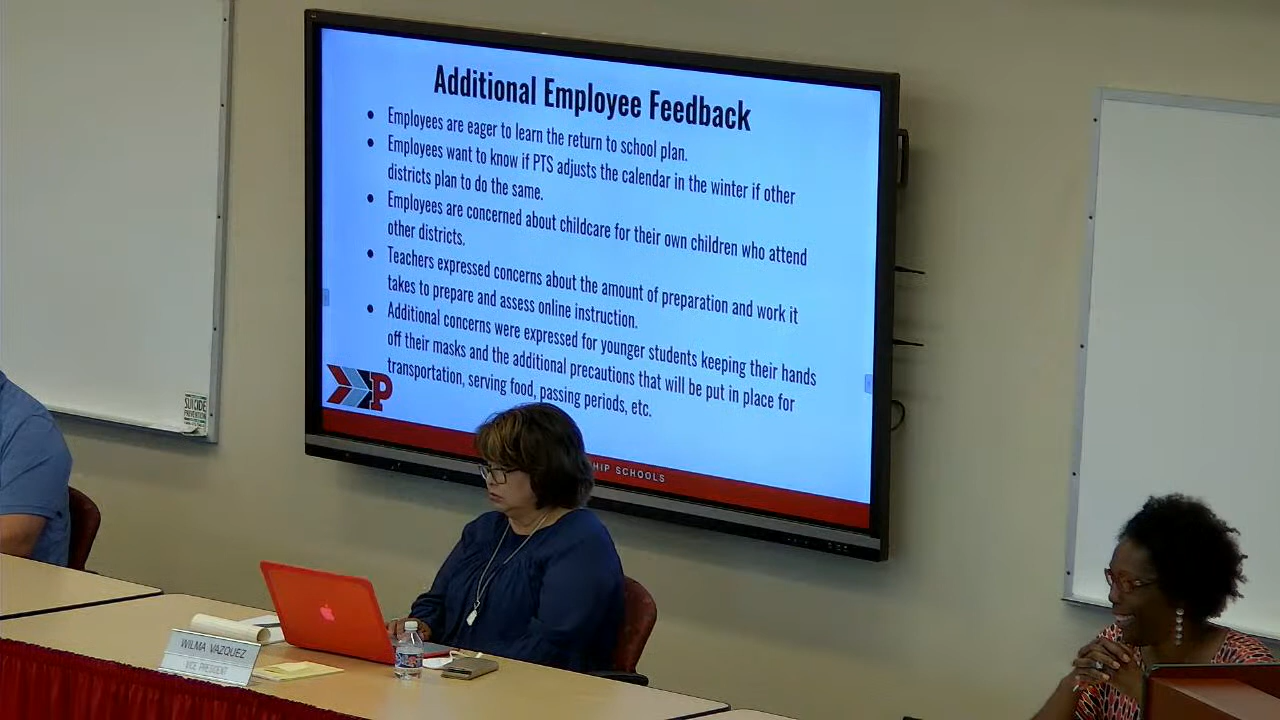 Additional Employee Feedback
• Employees are eager to learn the return to school plan.
• Employees want to know if PTS adjusts the calendar in the winter if other
districts plan to do the same.
• Employees are concerned about childcare for their own children who attend
other districts.
• Teachers expressed concerns about the amount of preparation and work it
takes to prepare and assess online instruction.
• Additional concerns were expressed for younger students keeping their hands
off their masks and the additional precautions that will be put in place for
transportation, serving food, passing periods, etc.
P
HIP SCHOOLS
SUICIDE
PREVENTION
WILMA VAZQUEZ
VICE PRESIDENT